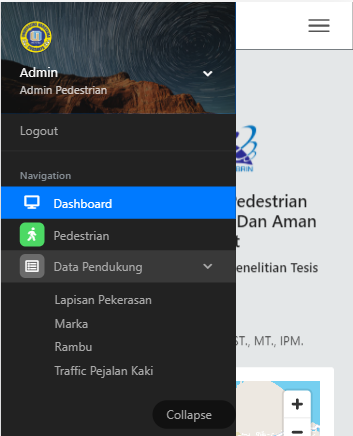 Admin
Admin Pedestrian
Logout
Navigation
Dashboard
Pedestrian
Data Pendukung
Lapisan Pekerasan
Marka
Rambu
Traffic Pejalan Kaki
Collapse
edestrian
Dan Aman
t
enelitian Tesis
ST., MT., IPM.
+
−